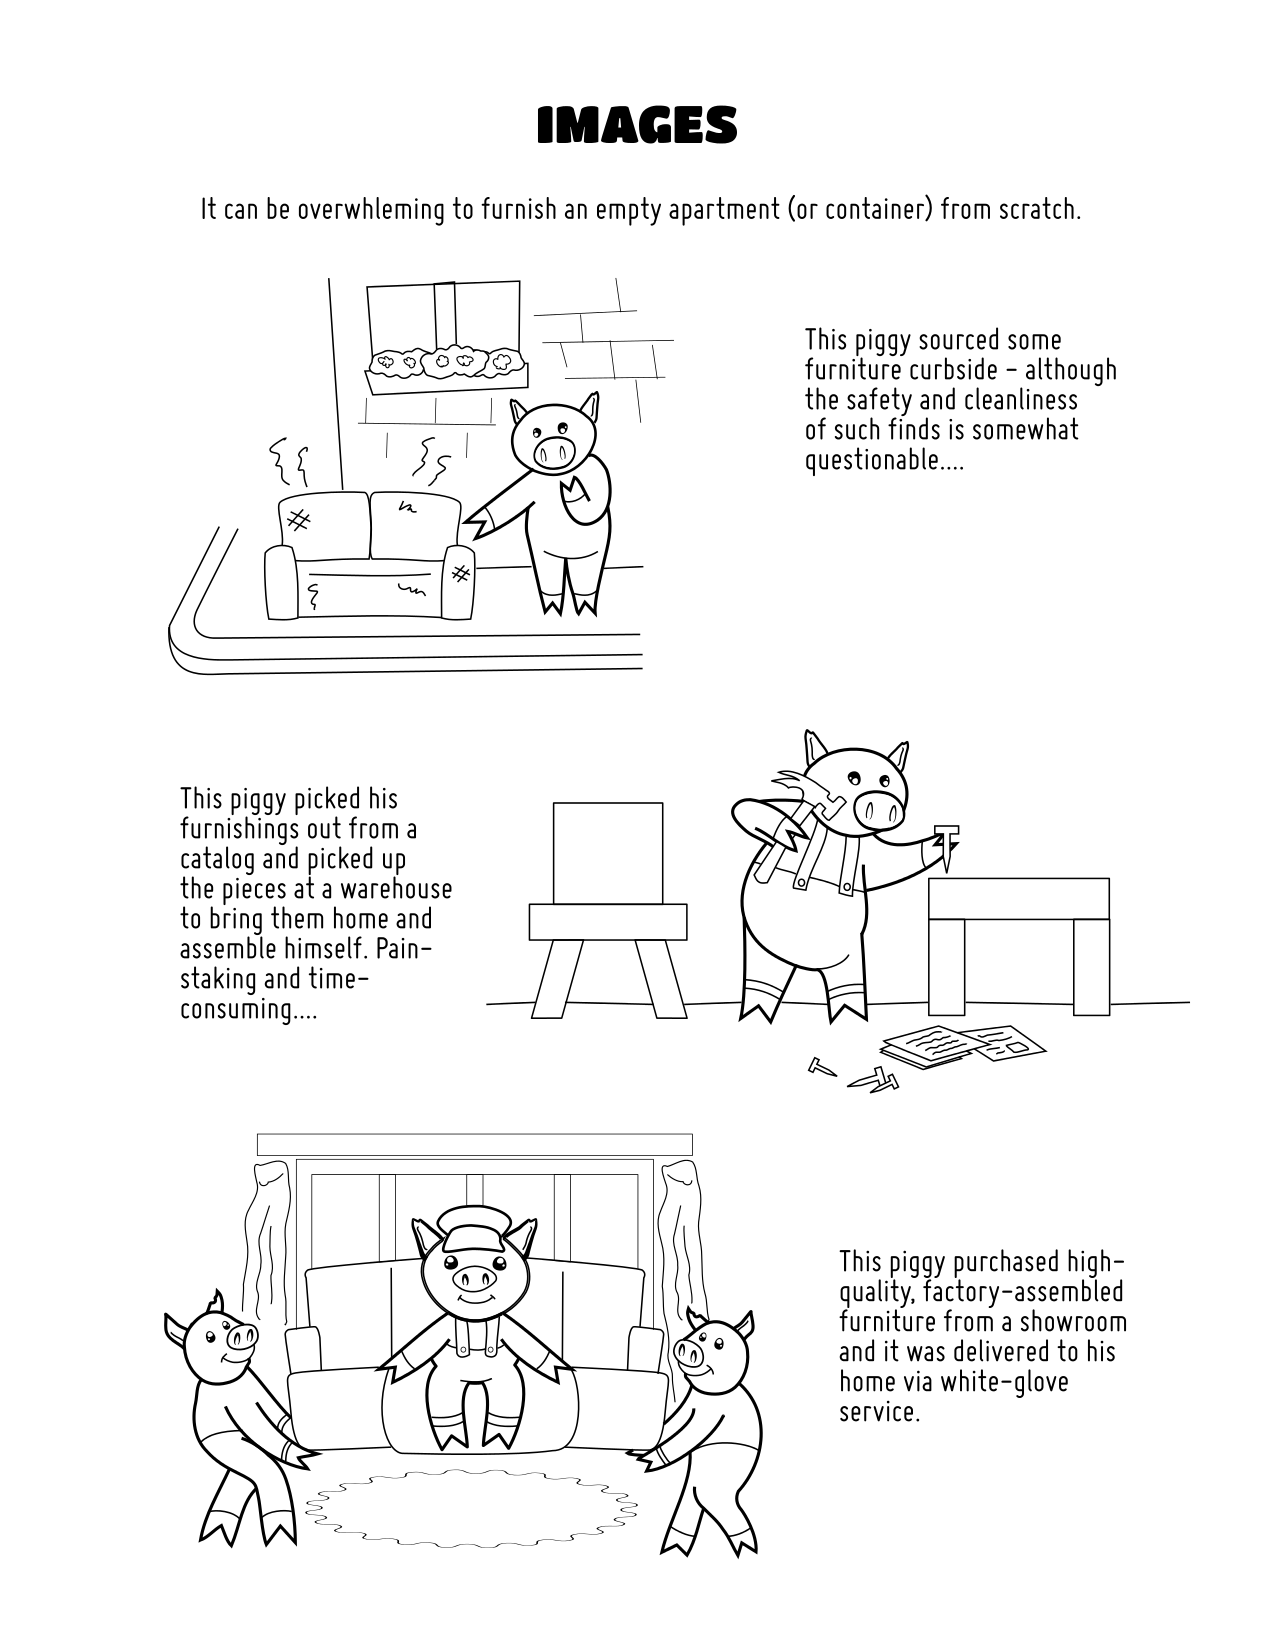 IMAGES
It can be overwhleming to furnish an empty apartment (or container) from scratch.
This piggy sourced some
furniture curbside - although
the safety and cleanliness
of such finds is somewhat
questionable....
This piggy picked his
furnishings out from a
catalog and picked up
the pieces at a warehouse
to bring them home and
assemble himself. Pain-
staking and time-
consuming....
This piggy purchased high-
quality, factory-assembled
furniture from a showroom
and it was delivered to his
home via white-glove
service.